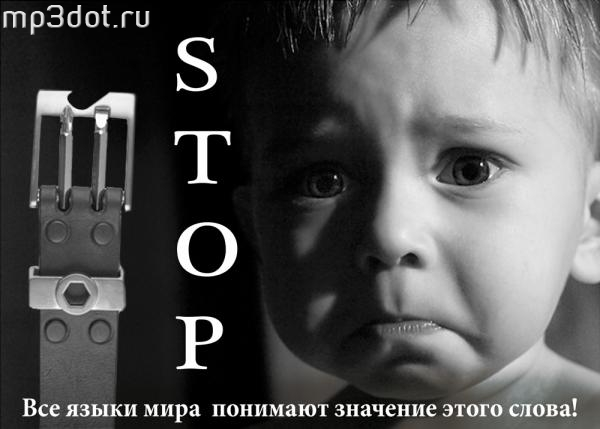 mp3dot.ru
S
T
O
P
Все языки мира понимают значение этого слова!